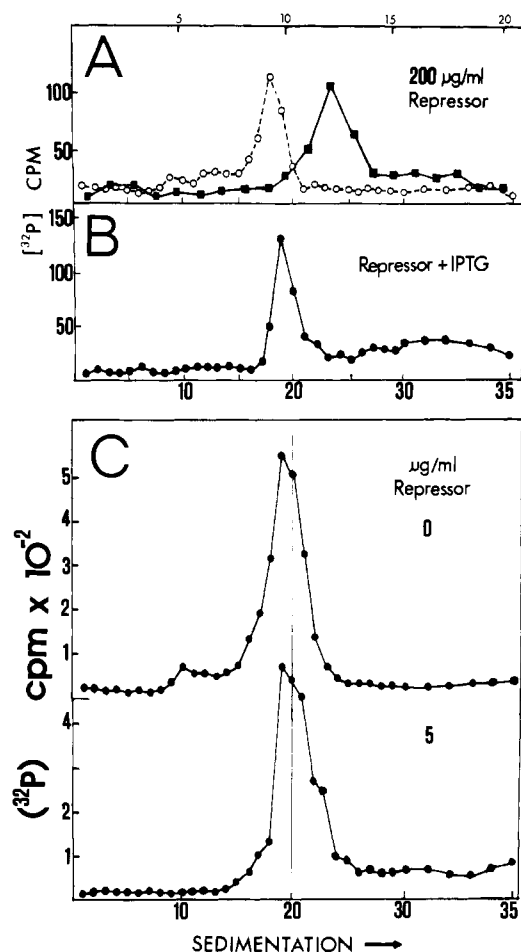 5 10 15 20
A
200 µg/ml
Repressor
100
50
CPM
[³²P]
B
150
100
50
Repressor + IPTG
10 20 30 35
C
µg/ml
Repressor
0
5
4
3
2
1
cpm x 10⁻²
5
4
2
1
(³²P)
10 20 30 35
SEDIMENTATION →